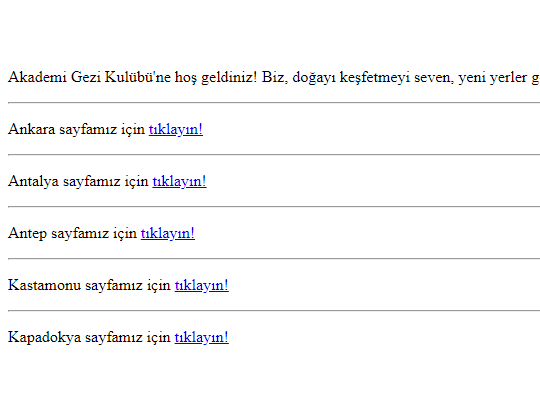 Akademi Gezi Kulübü'ne hoş geldiniz! Biz, doğayı keşfetmeyi seven, yeni yerler g
Ankara sayfamız için tıklayın!
Antalya sayfamız için tıklayın!
Antep sayfamız için tıklayın!
Kastamonu sayfamız için tıklayın!
Kapadokya sayfamız için tıklayın!